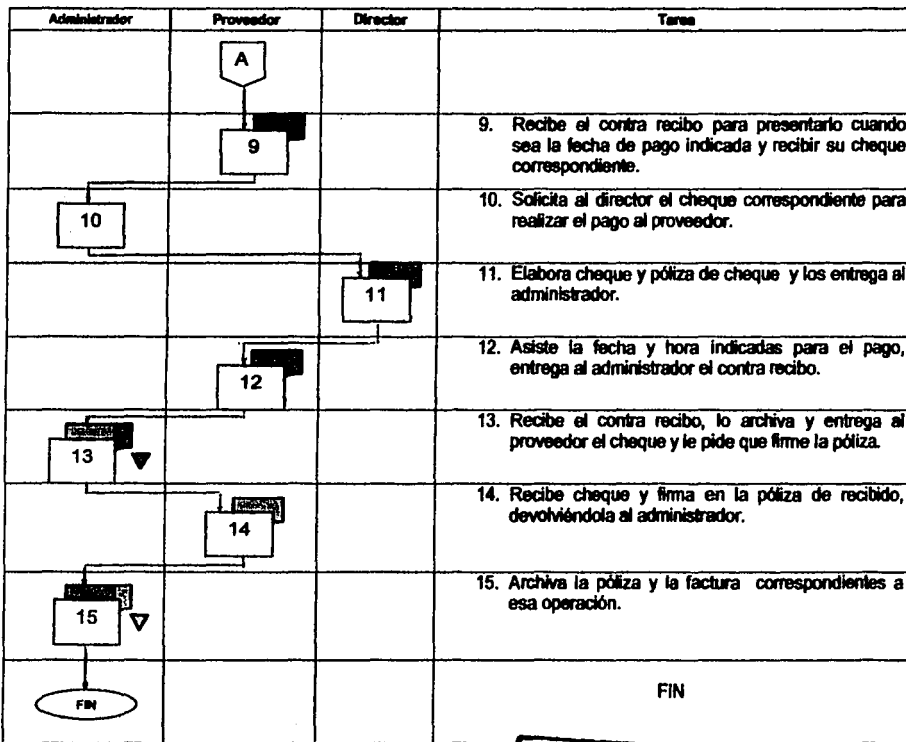 Administrador Proveedor Director Tarea
A
9
9. Recibe el contra recibo para presentarlo cuando
sea la fecha de pago indicada y recibir su cheque
correspondiente.
10
10. Solicita al director el cheque correspondiente para
realizar el pago al proveedor.
11
11. Elabora cheque y póliza de cheque y los entrega al
administrador.
12
12. Asiste la fecha y hora indicadas para el pago,
entrega al administrador el contra recibo.
13
13. Recibe el contra recibo, lo archiva y entrega al
proveedor el cheque y le pide que firme la póliza.
14
14. Recibe cheque y firma en la póliza de recibido,
devolviéndola al administrador.
15
15. Archiva la póliza y la factura correspondientes a
esa operación.
FIN
FIN